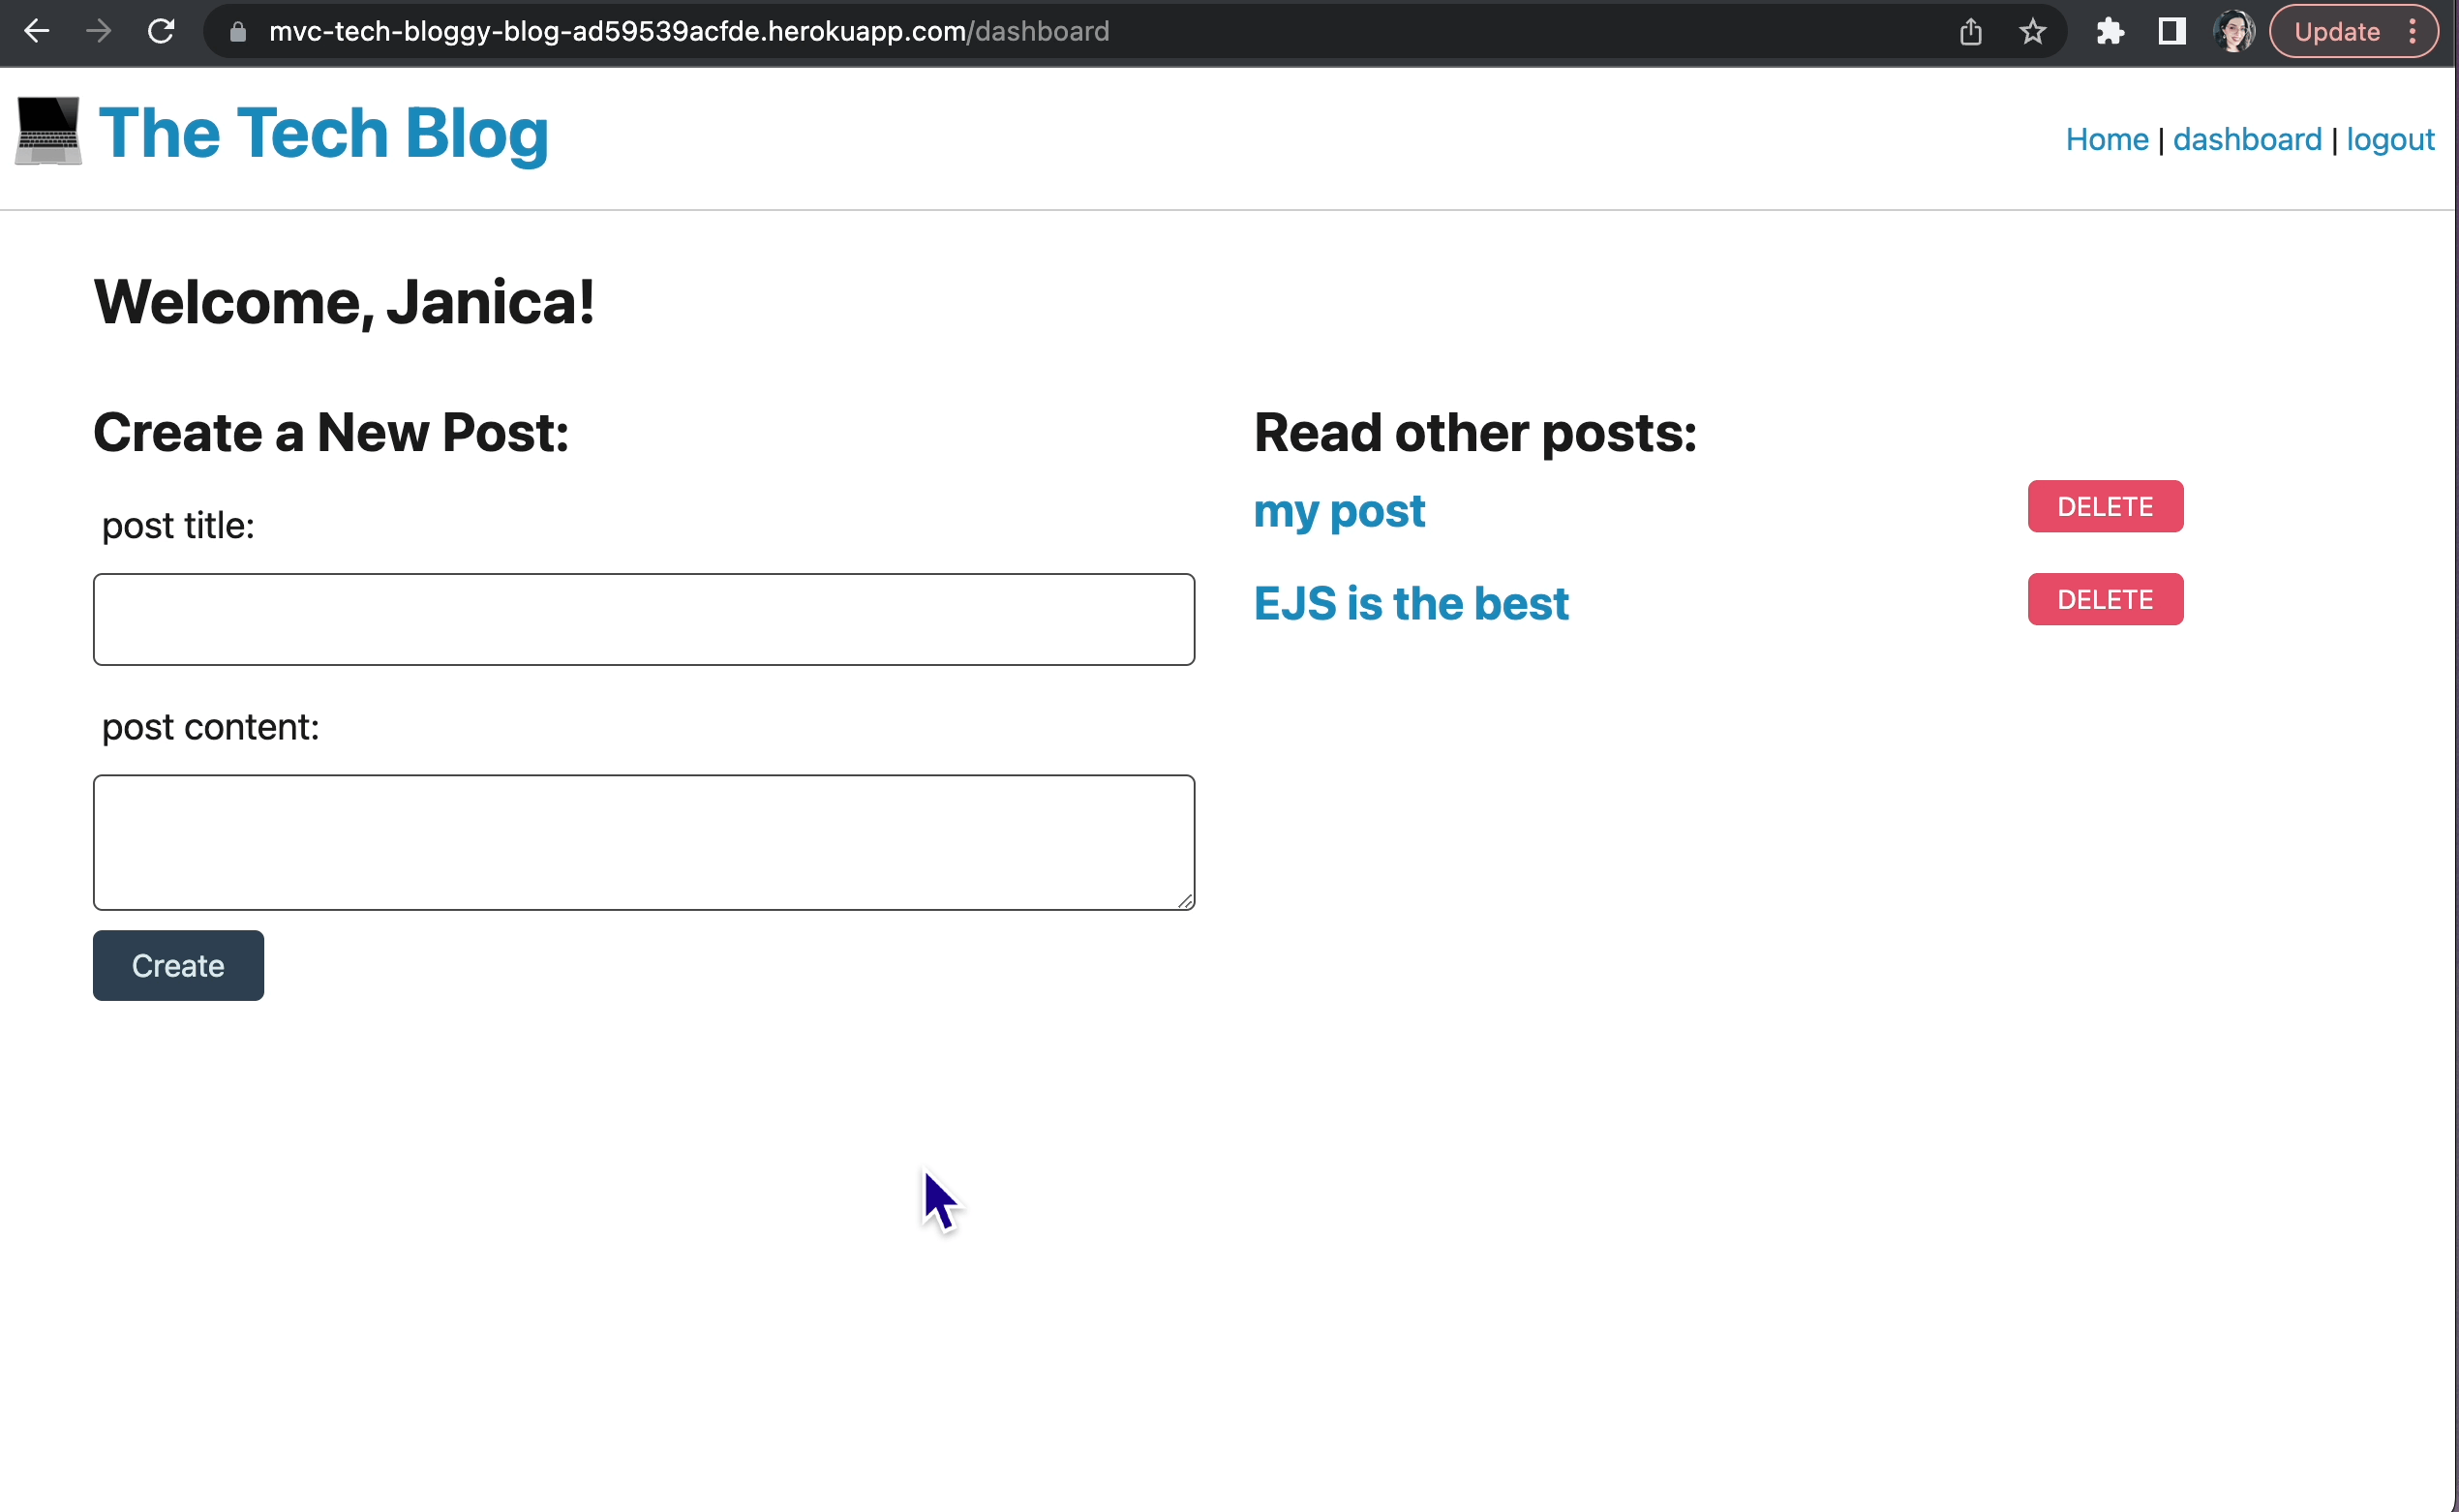 mvc-tech-bloggy-blog-ad59539acfde.herokuapp.com/dashboard
Update
The Tech Blog
Home | dashboard | logout
Welcome, Janica!
Create a New Post:
post title:
post content:
Create
Read other posts:
my post
DELETE
EJS is the best
DELETE